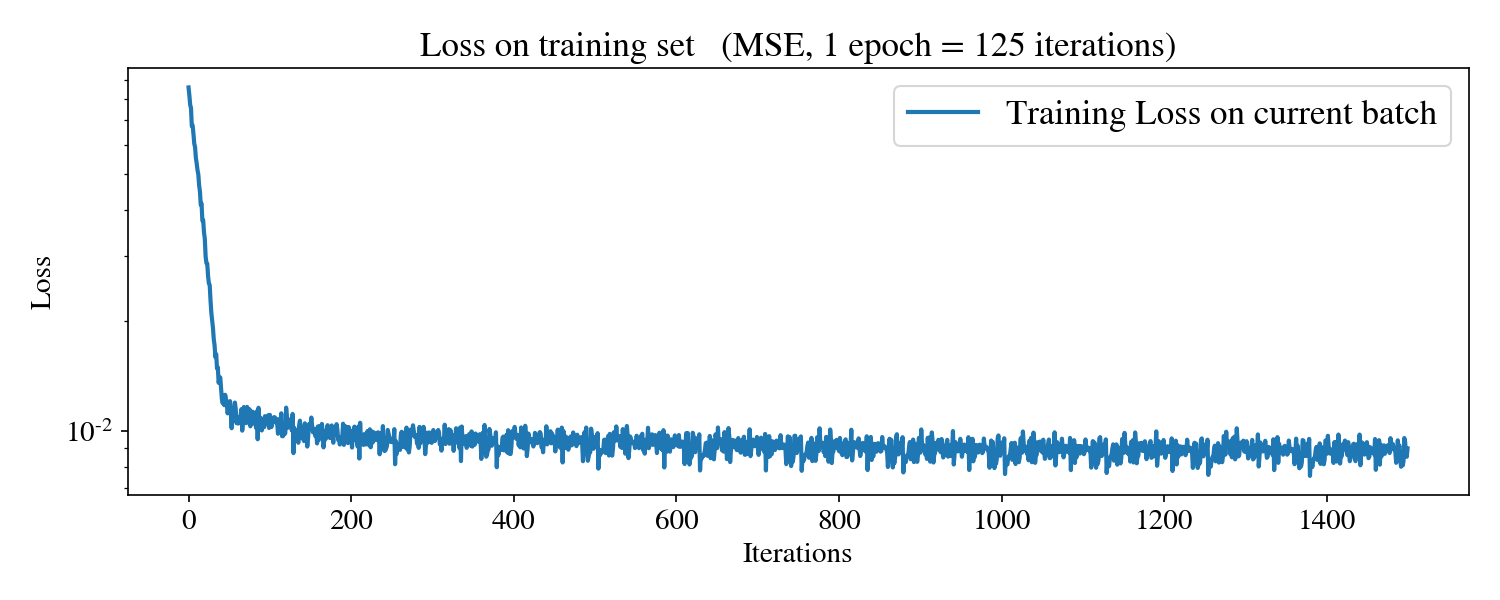 Loss on training set (MSE, 1 epoch = 125 iterations)
Training Loss on current batch
Loss
10⁻²
0 200 400 600 800 1000 1200 1400
Iterations